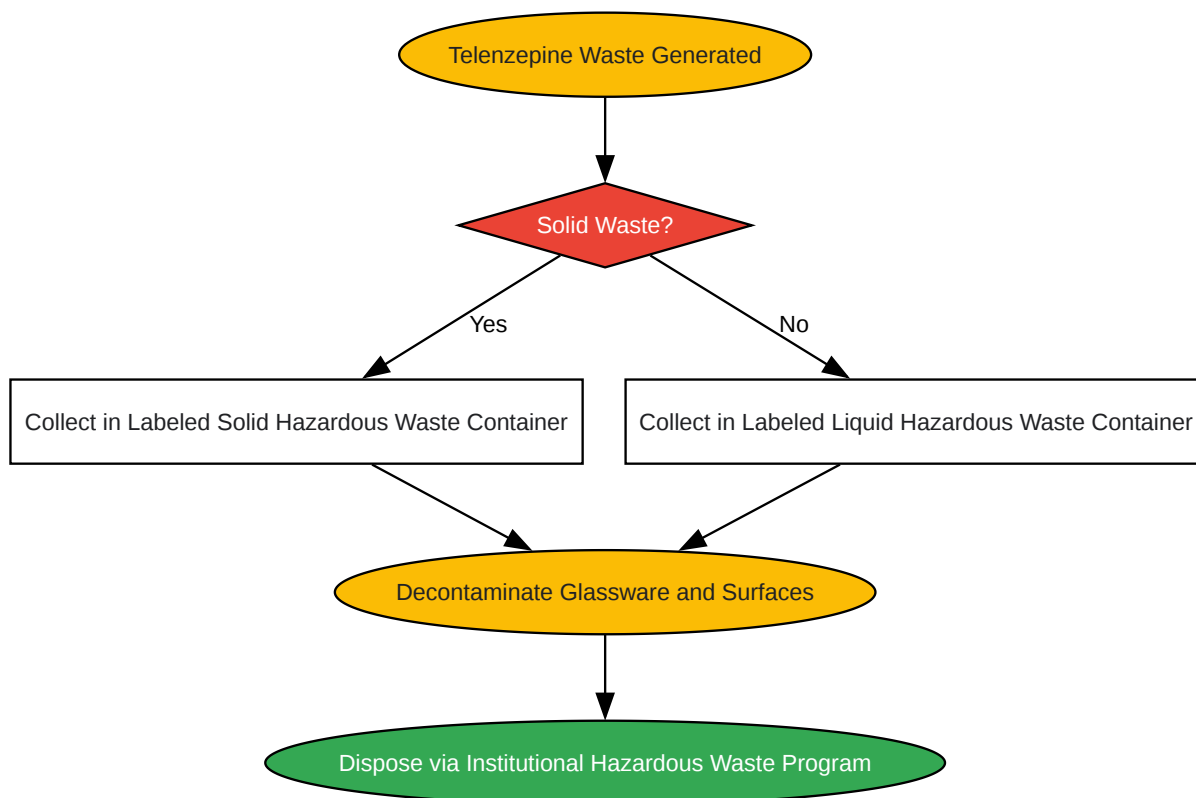 Telenzepine Waste Generated
Solid Waste?
Yes
No
Collect in Labeled Solid Hazardous Waste Container
Collect in Labeled Liquid Hazardous Waste Container
Decontaminate Glassware and Surfaces
Dispose via Institutional Hazardous Waste Program